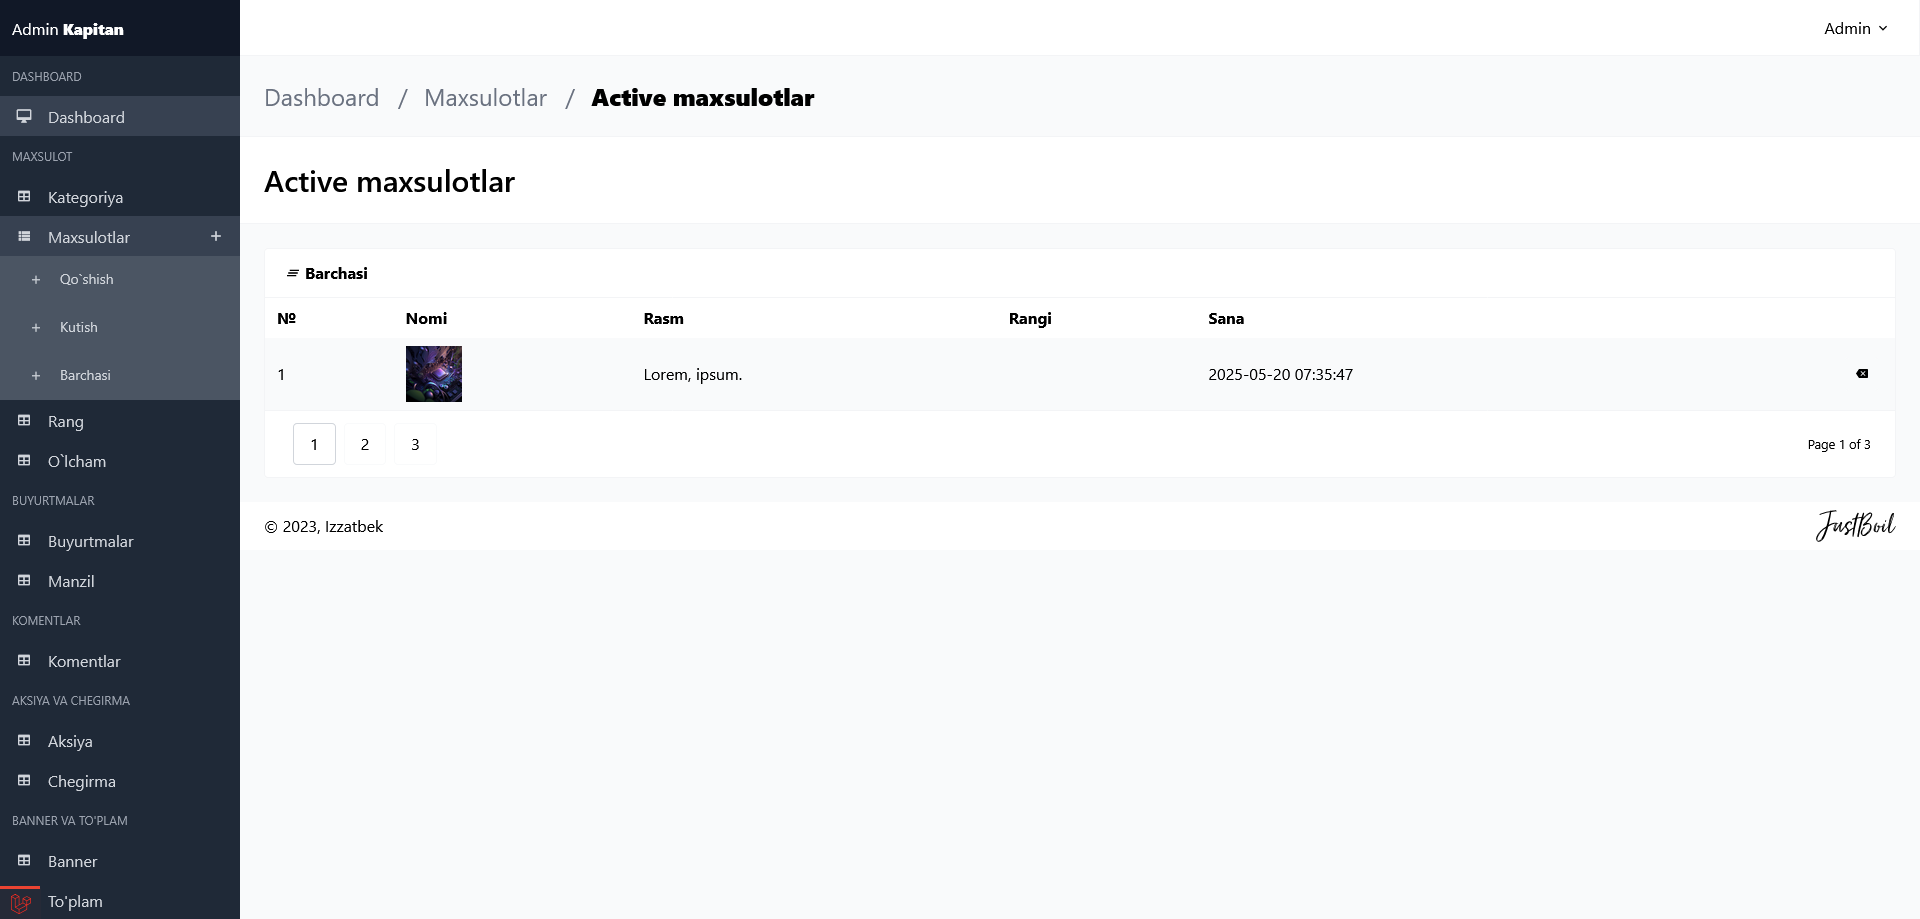 Admin Kapitan
Admin
DASHBOARD
Dashboard
MAXSULOT
Kategoriya
Maxsulotlar
Qo`shish
Kutish
Barchasi
Rang
O`lcham
BUYURTMALAR
Buyurtmalar
Manzil
KOMENTLAR
Komentlar
AKSIYA VA CHEGIRMA
Aksiya
Chegirma
BANNER VA TO'PLAM
Banner
To'plam
Dashboard / Maxsulotlar / Active maxsulotlar
Active maxsulotlar
Barchasi
№ Nomi Rasm Rangi Sana
1 Lorem, ipsum. 2025-05-20 07:35:47
1 2 3 Page 1 of 3
© 2023, Izzatbek JustBoil